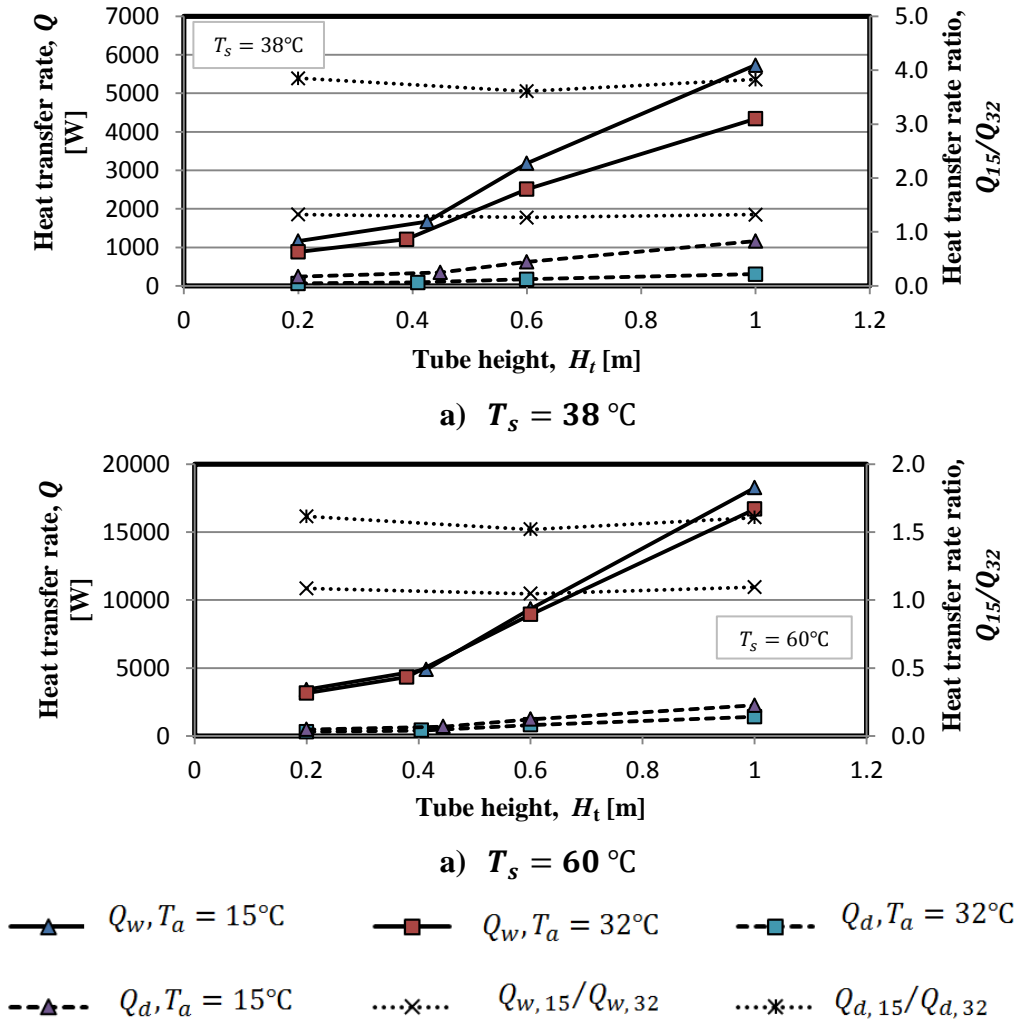 Heat transfer rate, Q
[W]
7000
6000
5000
4000
3000
2000
1000
0
T_s = 38°C
5.0
4.0
3.0
2.0
1.0
0.0
Heat transfer rate ratio,
Q_15/Q_32
0 0.2 0.4 0.6 0.8 1 1.2
Tube height, H_t [m]
a) T_s = 38 °C
Heat transfer rate, Q
[W]
20000
15000
10000
5000
0
T_s = 60°C
2.0
1.5
1.0
0.5
0.0
Heat transfer rate ratio,
Q_15/Q_32
0 0.2 0.4 0.6 0.8 1 1.2
Tube height, H_t [m]
a) T_s = 60 °C
Q_w, T_a = 15°C
Q_w, T_a = 32°C
Q_d, T_a = 32°C
Q_d, T_a = 15°C
Q_w,15/Q_w,32
Q_d,15/Q_d,32